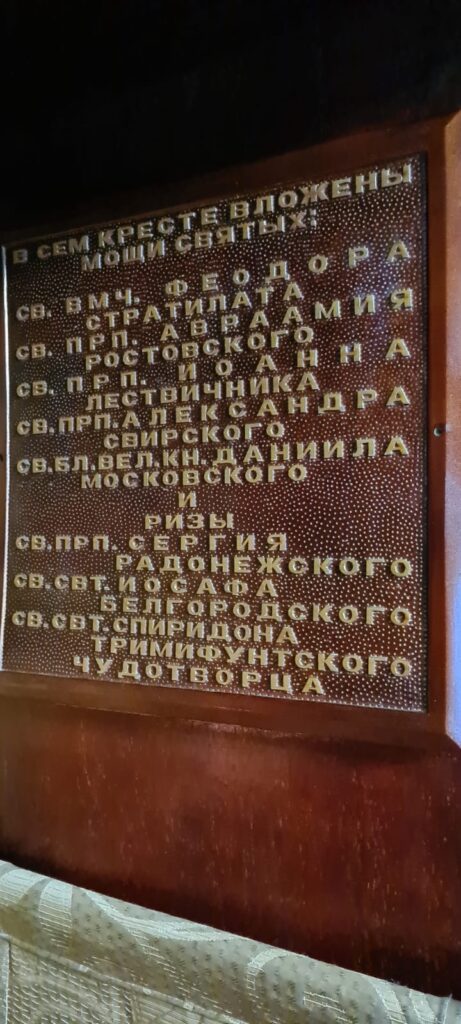 В СЕМ КРЕСТЕ ВЛОЖЕНЫ
МОЩИ СВЯТЫХ:
СВ. ВМЧ. ФЕОДОРА
СТРАТИЛАТА
СВ. ПРП. АВРААМИЯ
РОСТОВСКОГО
СВ. ПРП. ИОАННА
ЛЕСТВИЧНИКА
СВ. ПРП. АЛЕКСАНДРА
СВИРСКОГО
СВ. БЛ. ВЕЛ. КН. ДАНИИЛА
МОСКОВСКОГО
И
РИЗЫ
СВ. ПРП. СЕРГИЯ
РАДОНЕЖСКОГО
СВ. СВТ. ИОСАФА
БЕЛГОРОДСКОГО
СВ. СВТ. СПИРИДОНА
ТРИМИФУНТСКОГО
ЧУДОТВОРЦА